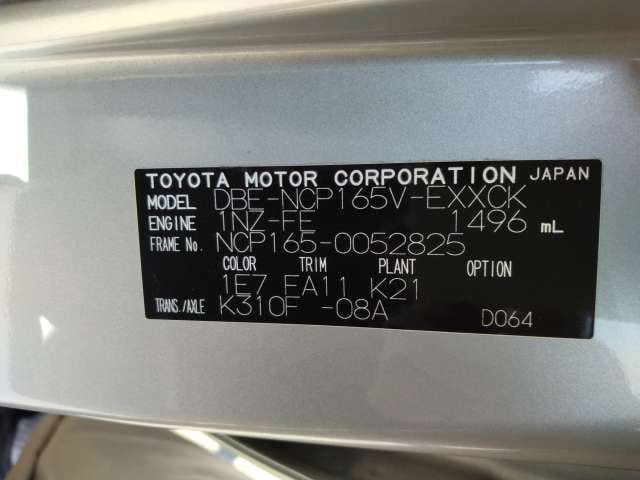 TOYOTA MOTOR CORPORATION JAPAN
MODEL DBE-NCP165V-EXXCK
ENGINE 1NZ-FE 1496 mL
FRAME No. NCP165-0052825
COLOR TRIM PLANT OPTION
1E7 FA11 K21
TRANS./AXLE K310F -08A
D064